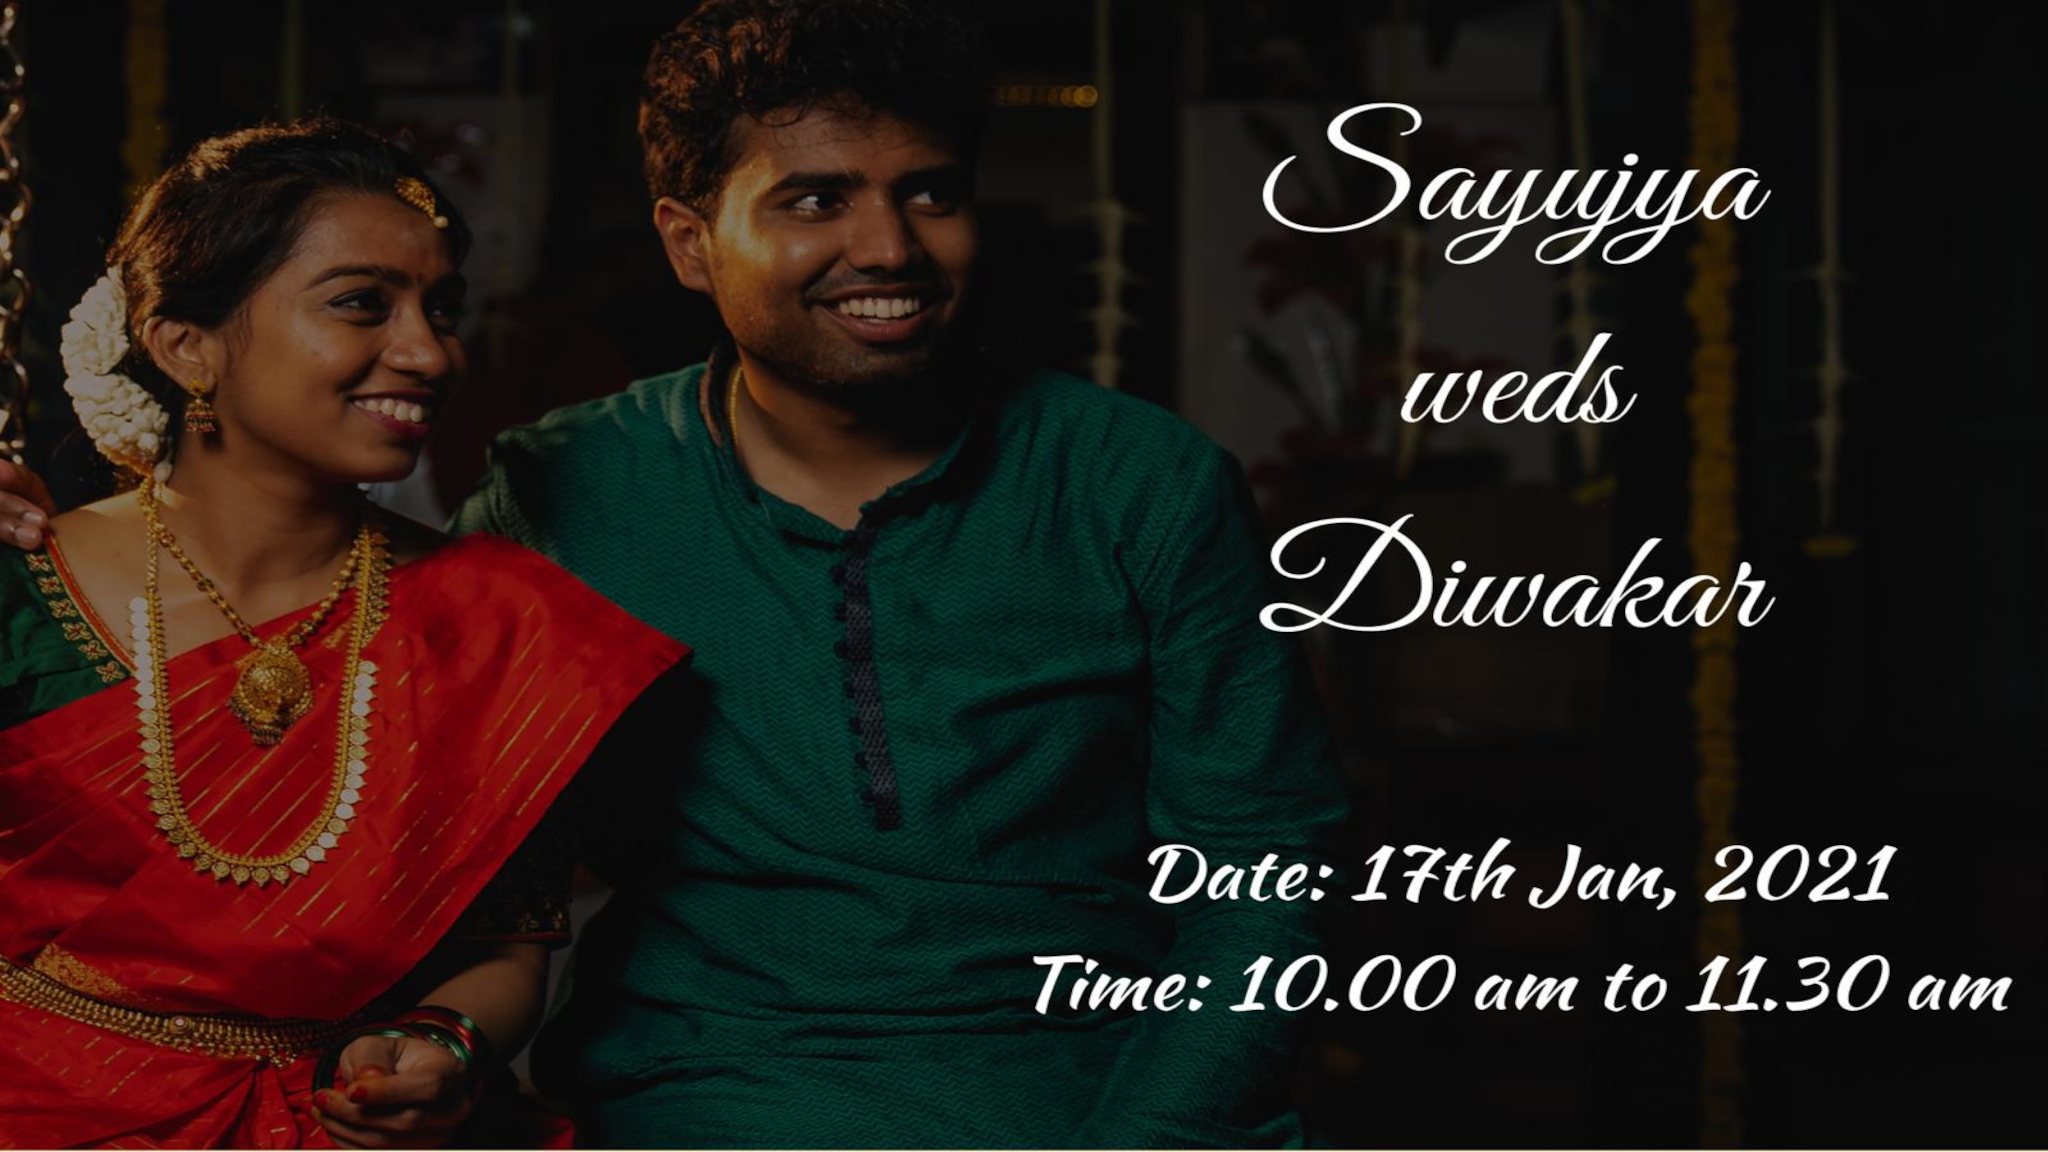 Sayujya
weds
Diwakar
Date: 17th Jan, 2021
Time: 10.00 am to 11.30 am